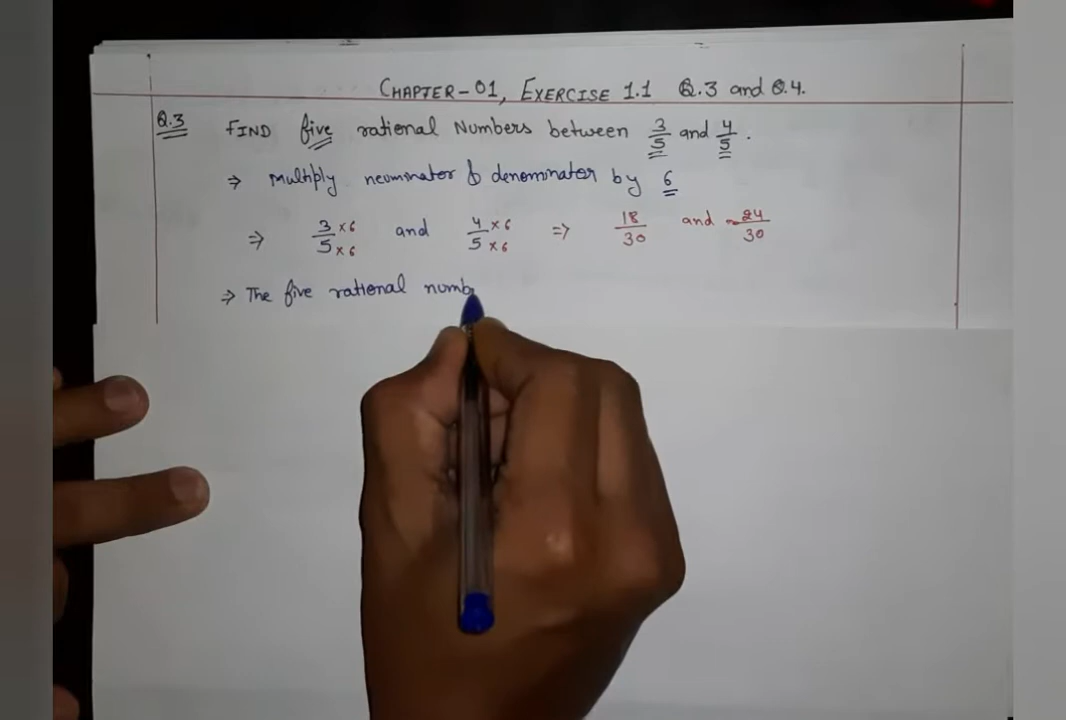 CHAPTER-01, EXERCISE 1.1 Q.3 and Q.4.
Q.3 FIND five rational Numbers between 3/5 and 4/5.
⇒ Multiply neuminator & denominator by 6
⇒ 3×6/5×6 and 4×6/5×6 ⇒ 18/30 and 24/30
⇒ The five rational numb